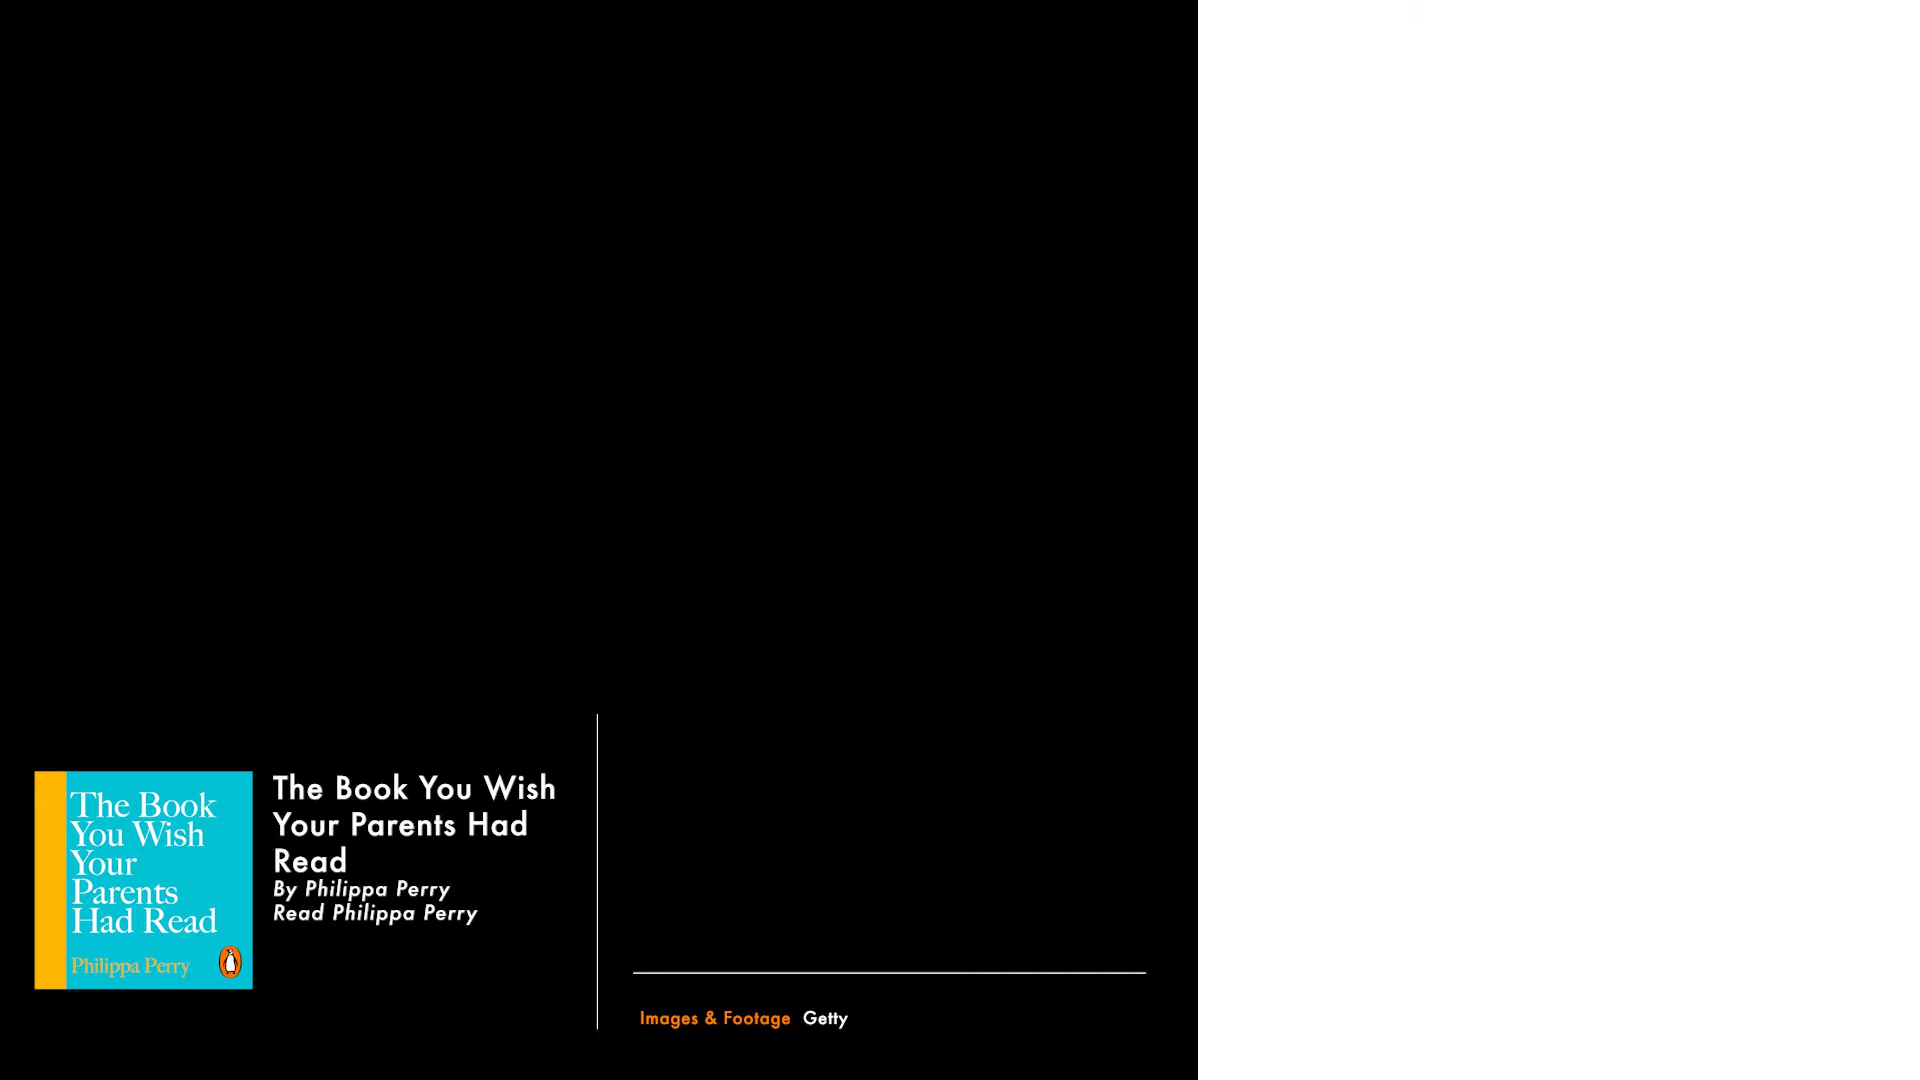 The Book
You Wish
Your
Parents
Had Read
Philippa Perry
The Book You Wish
Your Parents Had
Read
By Philippa Perry
Read Philippa Perry
Images & Footage Getty